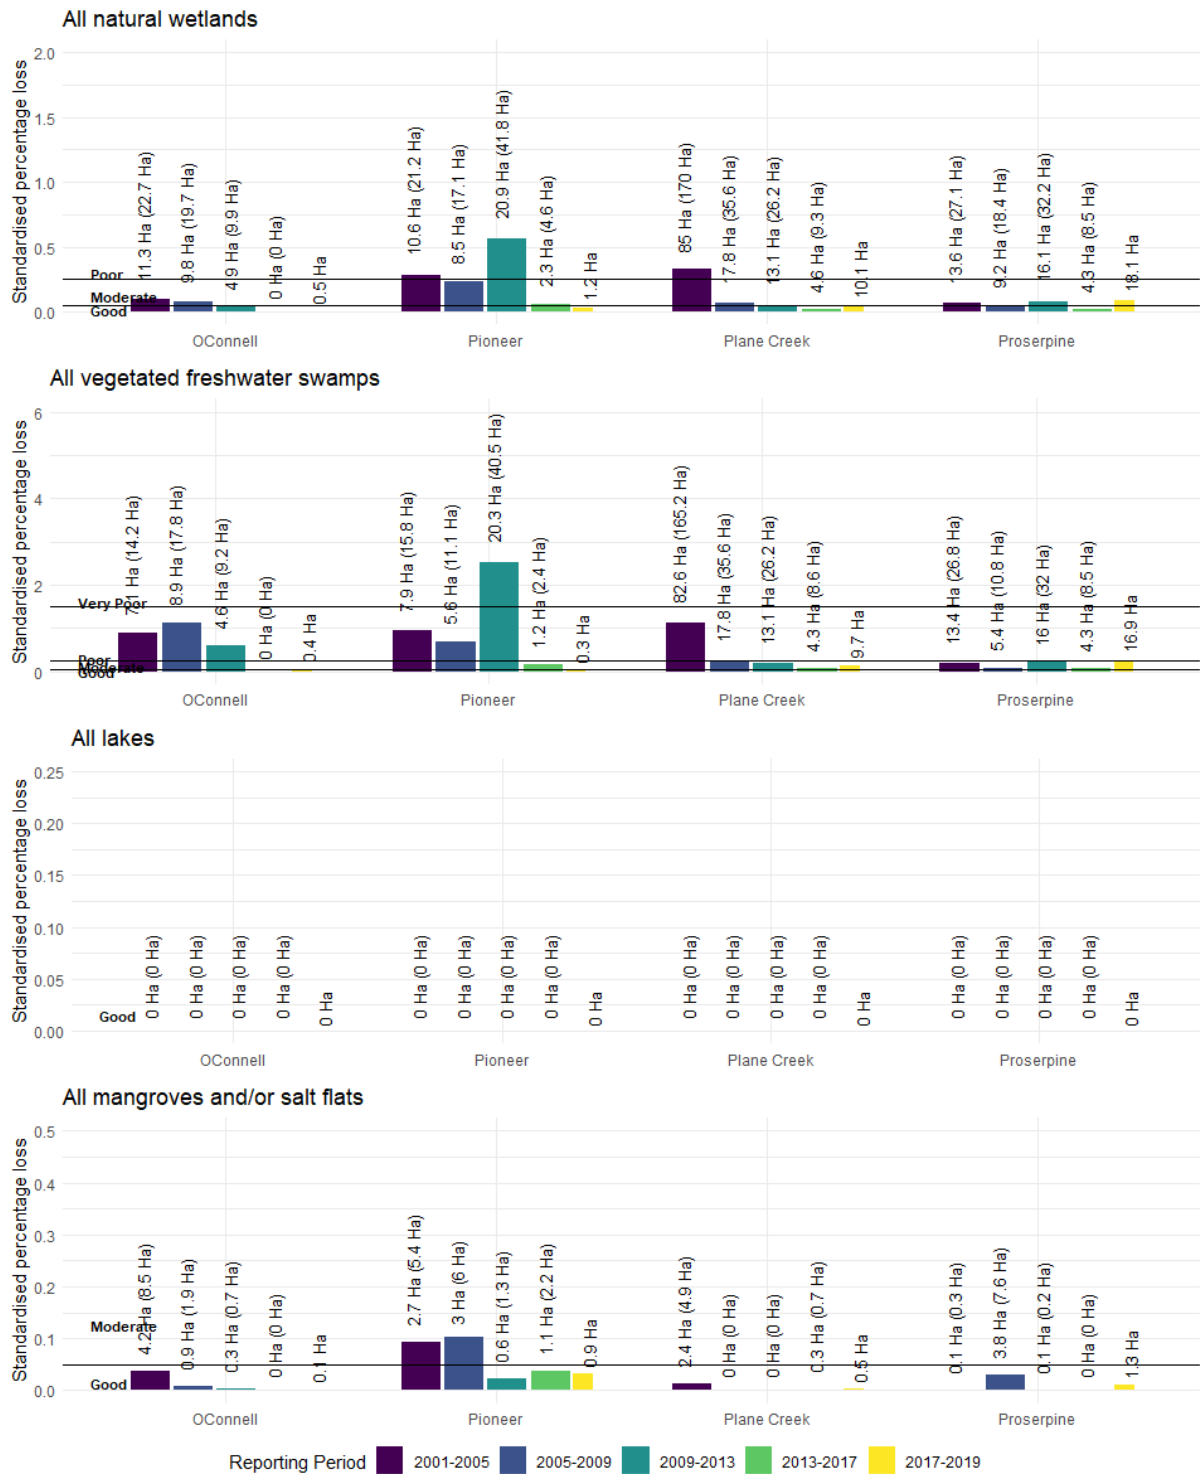 All natural wetlands
Standardised percentage loss
2.0
1.5
1.0
0.5
0.0
Poor
Moderate
Good
11.3 Ha (22.7 Ha)
9.8 Ha (19.7 Ha)
4.9 Ha (9.9 Ha)
0 Ha (0 Ha)
0.5 Ha
10.6 Ha (21.2 Ha)
8.5 Ha (17.1 Ha)
20.9 Ha (41.8 Ha)
2.3 Ha (4.6 Ha)
1.2 Ha
85 Ha (170 Ha)
17.8 Ha (35.6 Ha)
13.1 Ha (26.2 Ha)
4.6 Ha (9.3 Ha)
10.1 Ha
13.6 Ha (27.1 Ha)
9.2 Ha (18.4 Ha)
16.1 Ha (32.2 Ha)
4.3 Ha (8.5 Ha)
18.1 Ha
OConnell
Pioneer
Plane Creek
Proserpine
All vegetated freshwater swamps
Standardised percentage loss
6
4
2
0
Very Poor
Poor
Moderate
Good
7.1 Ha (14.2 Ha)
8.9 Ha (17.8 Ha)
4.6 Ha (9.2 Ha)
0 Ha (0 Ha)
0.4 Ha
7.9 Ha (15.8 Ha)
5.6 Ha (11.1 Ha)
20.3 Ha (40.5 Ha)
1.2 Ha (2.4 Ha)
0.3 Ha
82.6 Ha (165.2 Ha)
17.8 Ha (35.6 Ha)
13.1 Ha (26.2 Ha)
4.3 Ha (8.6 Ha)
9.7 Ha
13.4 Ha (26.8 Ha)
5.4 Ha (10.8 Ha)
16 Ha (32 Ha)
4.3 Ha (8.5 Ha)
16.9 Ha
OConnell
Pioneer
Plane Creek
Proserpine
All lakes
Standardised percentage loss
0.25
0.20
0.15
0.10
0.05
0.00
Good
0 Ha (0 Ha)
0 Ha (0 Ha)
0 Ha (0 Ha)
0 Ha (0 Ha)
0 Ha
0 Ha (0 Ha)
0 Ha (0 Ha)
0 Ha (0 Ha)
0 Ha (0 Ha)
0 Ha
0 Ha (0 Ha)
0 Ha (0 Ha)
0 Ha (0 Ha)
0 Ha (0 Ha)
0 Ha
0 Ha (0 Ha)
0 Ha (0 Ha)
0 Ha (0 Ha)
0 Ha (0 Ha)
0 Ha
OConnell
Pioneer
Plane Creek
Proserpine
All mangroves and/or salt flats
Standardised percentage loss
0.5
0.4
0.3
0.2
0.1
0.0
Moderate
Good
4.2 Ha (8.5 Ha)
0.9 Ha (1.9 Ha)
0.3 Ha (0.7 Ha)
0 Ha (0 Ha)
0.1 Ha
2.7 Ha (5.4 Ha)
3 Ha (6 Ha)
0.6 Ha (1.3 Ha)
1.1 Ha (2.2 Ha)
0.9 Ha
2.4 Ha (4.9 Ha)
0 Ha (0 Ha)
0 Ha (0 Ha)
0.3 Ha (0.7 Ha)
0.5 Ha
0.1 Ha (0.3 Ha)
3.8 Ha (7.6 Ha)
0.1 Ha (0.2 Ha)
0 Ha (0 Ha)
1.3 Ha
OConnell
Pioneer
Plane Creek
Proserpine
Reporting Period 2001-2005 2005-2009 2009-2013 2013-2017 2017-2019